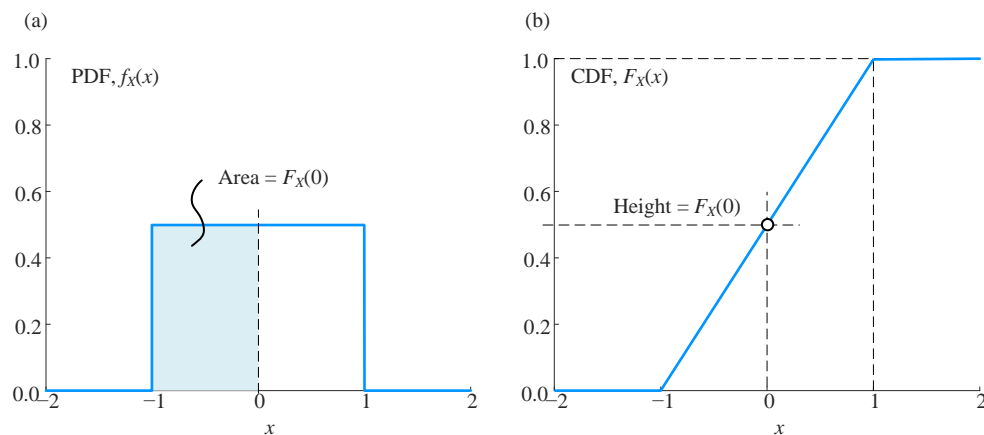 (a)
PDF, fX(x)
1.0
0.8
0.6
0.4
0.2
0.0
Area = FX(0)
−2
−1
0
1
2
x
(b)
CDF, FX(x)
1.0
0.8
0.6
0.4
0.2
0.0
Height = FX(0)
−2
−1
0
1
2
x